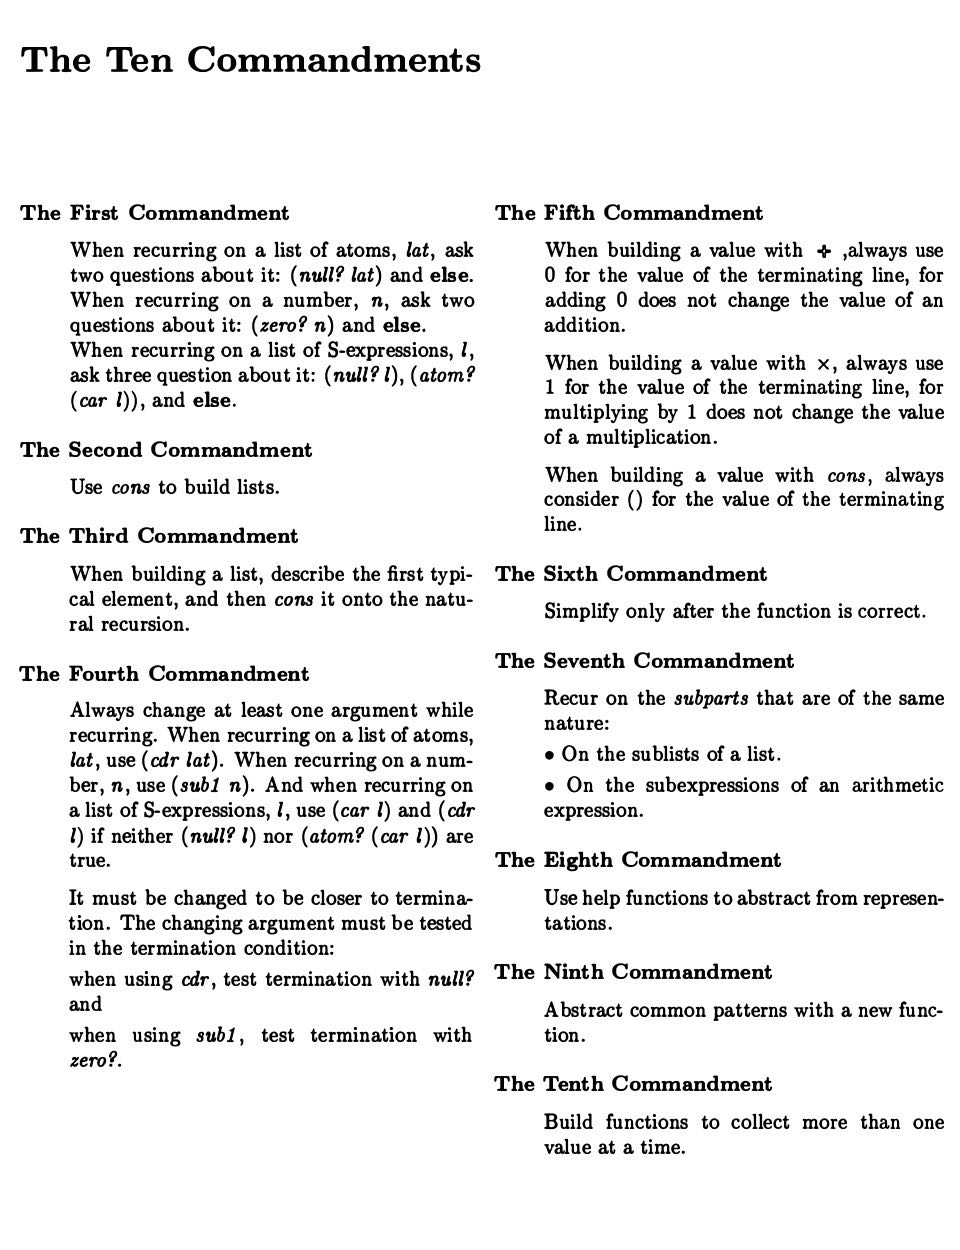 The Ten Commandments
The First Commandment
When recurring on a list of atoms, lat, ask
two questions about it: (null? lat) and else.
When recurring on a number, n, ask two
questions about it: (zero? n) and else.
When recurring on a list of S-expressions, l,
ask three question about it: (null? l), (atom?
(car l)), and else.
The Second Commandment
Use cons to build lists.
The Third Commandment
When building a list, describe the first typi-
cal element, and then cons it onto the natu-
ral recursion.
The Fourth Commandment
Always change at least one argument while
recurring. When recurring on a list of atoms,
lat, use (cdr lat). When recurring on a num-
ber, n, use (sub1 n). And when recurring on
a list of S-expressions, l, use (car l) and (cdr
l) if neither (null? l) nor (atom? (car l)) are
true.
It must be changed to be closer to termina-
tion. The changing argument must be tested
in the termination condition:
when using cdr, test termination with null?
and
when using sub1, test termination with
zero?.
The Fifth Commandment
When building a value with ✢ ,always use
0 for the value of the terminating line, for
adding 0 does not change the value of an
addition.
When building a value with ×, always use
1 for the value of the terminating line, for
multiplying by 1 does not change the value
of a multiplication.
When building a value with cons, always
consider () for the value of the terminating
line.
The Sixth Commandment
Simplify only after the function is correct.
The Seventh Commandment
Recur on the subparts that are of the same
nature:
• On the sublists of a list.
• On the subexpressions of an arithmetic
expression.
The Eighth Commandment
Use help functions to abstract from represen-
tations.
The Ninth Commandment
Abstract common patterns with a new func-
tion.
The Tenth Commandment
Build functions to collect more than one
value at a time.